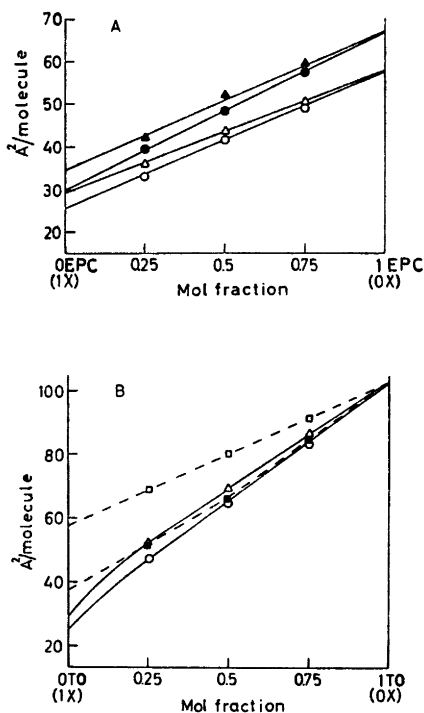 A
70
60
50
40
30
20
Å²/molecule
0EPC 0.25 0.5 0.75 1 EPC
(1X) Mol fraction (0X)
B
100
80
60
40
20
Å²/molecule
0TO 0.25 0.5 0.75 1TO
(1X) Mol fraction (0X)